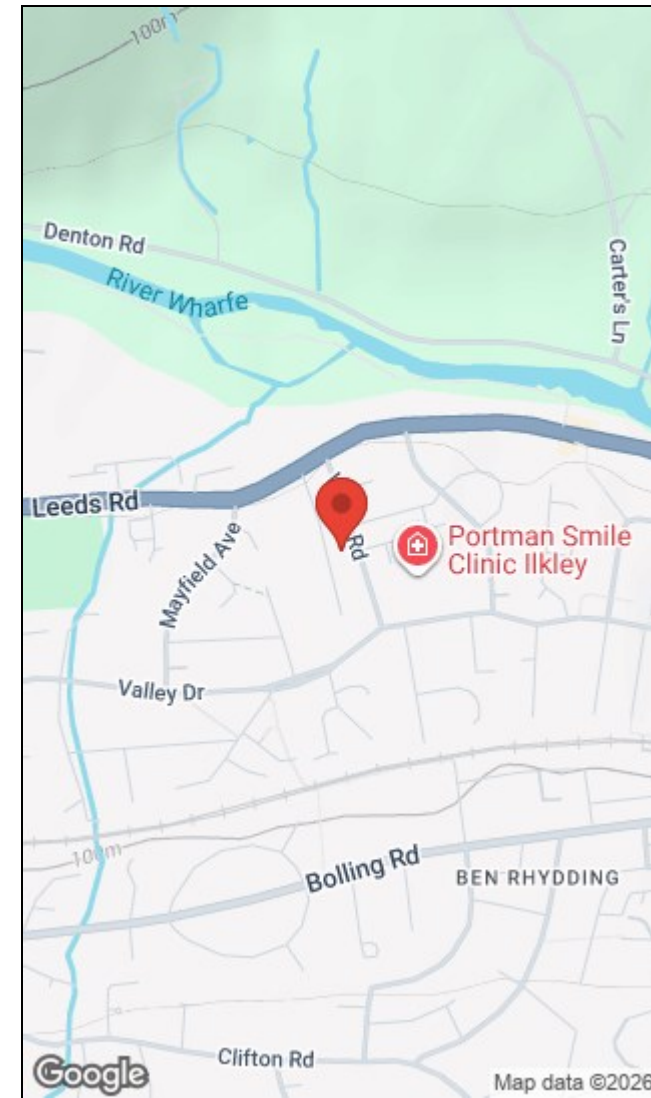 100m
Denton Rd
River Wharfe
Carter's Ln
Leeds Rd
Rd
Mayfield Ave
Portman Smile
Clinic Ilkley
Valley Dr
100m
Bolling Rd
BEN RHYDDING
Clifton Rd
Google
Map data ©2026